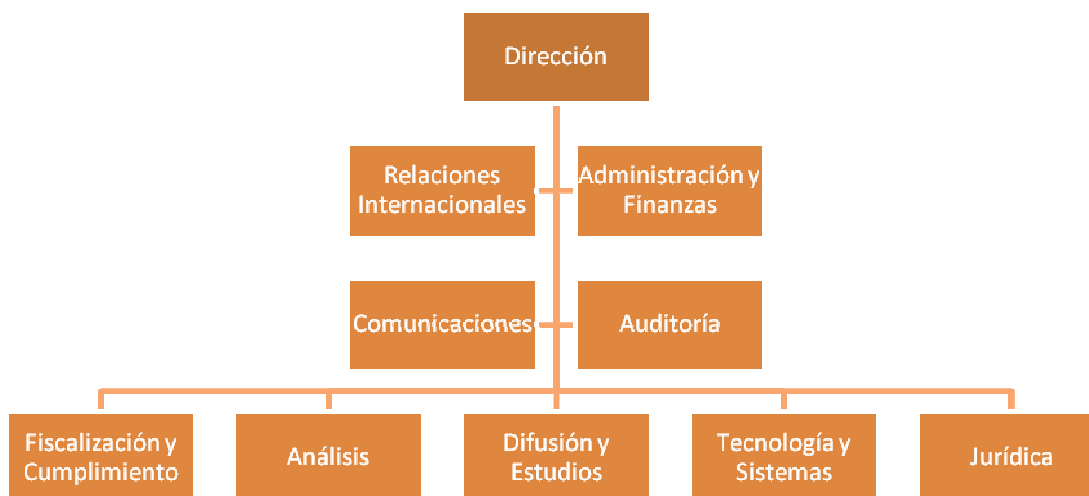 Dirección
Relaciones
Internacionales
Administración y
Finanzas
Comunicaciones
Auditoría
Fiscalización y
Cumplimiento
Análisis
Difusión y
Estudios
Tecnología y
Sistemas
Jurídica